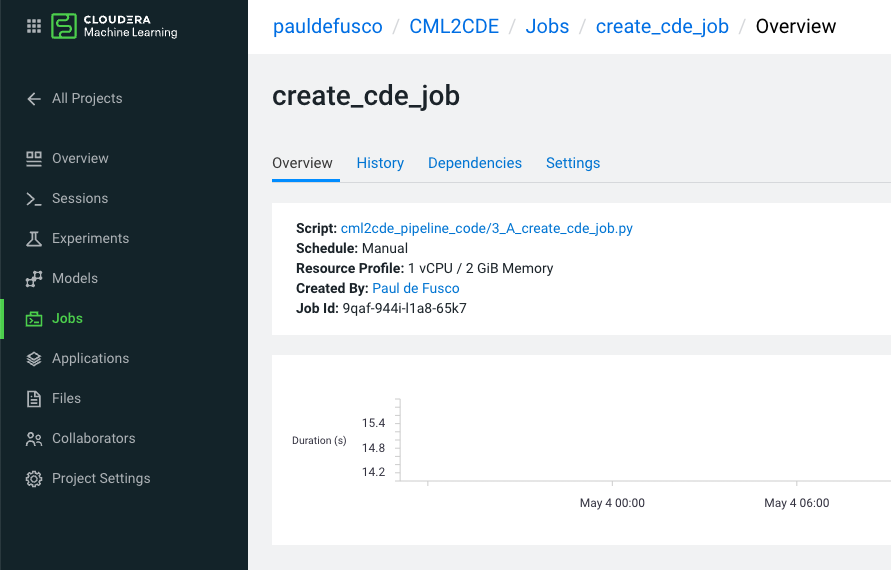 CLOUDERA
Machine Learning
All Projects
Overview
Sessions
Experiments
Models
Jobs
Applications
Files
Collaborators
Project Settings
pauldefusco / CML2CDE / Jobs / create_cde_job / Overview
create_cde_job
Overview History Dependencies Settings
Script: cml2cde_pipeline_code/3_A_create_cde_job.py
Schedule: Manual
Resource Profile: 1 vCPU / 2 GiB Memory
Created By: Paul de Fusco
Job Id: 9qaf-944i-l1a8-65k7
Duration (s)
15.4
14.8
14.2
May 4 00:00 May 4 06:00